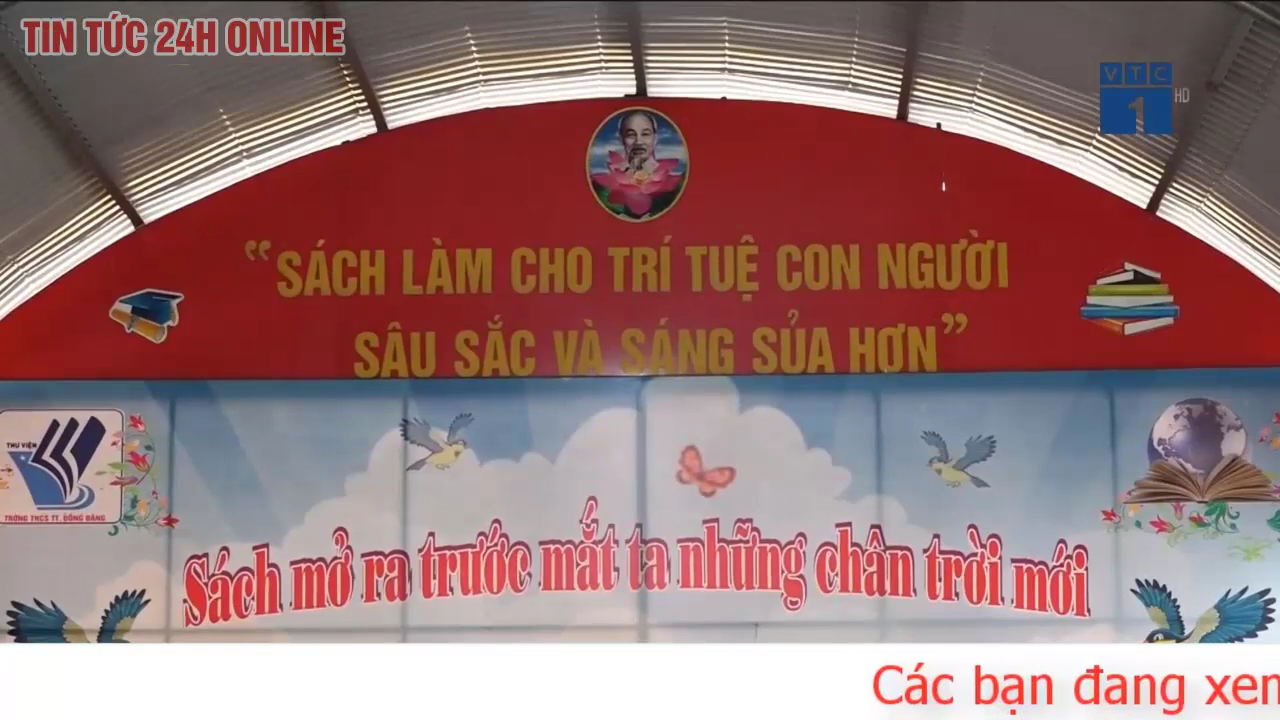 TIN TỨC 24H ONLINE
VTC
1 HD
“SÁCH LÀM CHO TRÍ TUỆ CON NGƯỜI
SÂU SẮC VÀ SÁNG SỦA HƠN”
THƯ VIỆN
TRƯỜNG THCS TT. ĐỒNG ĐĂNG
Sách mở ra trước mắt ta những chân trời mới
Các bạn đang xem